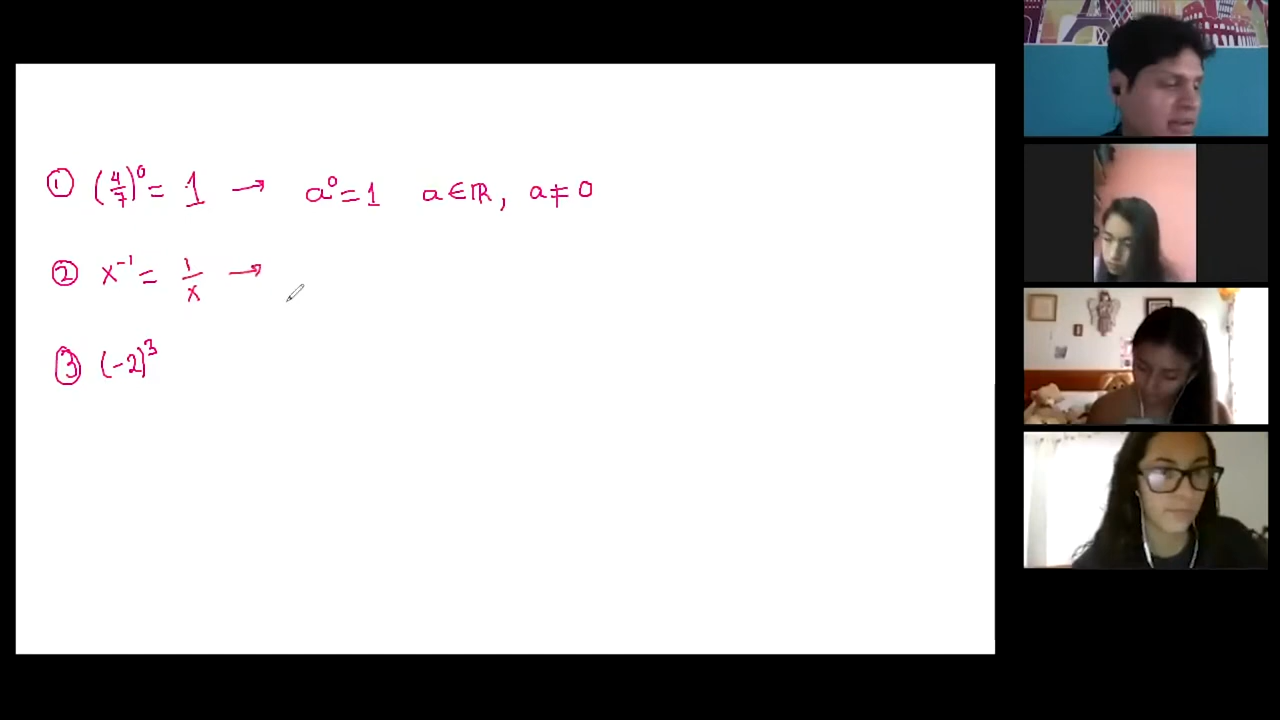 ① (4/7)⁰ = 1 → a⁰ = 1 a ∈ ℝ, a ≠ 0
② x⁻¹ = 1/x →
③ (-2)³